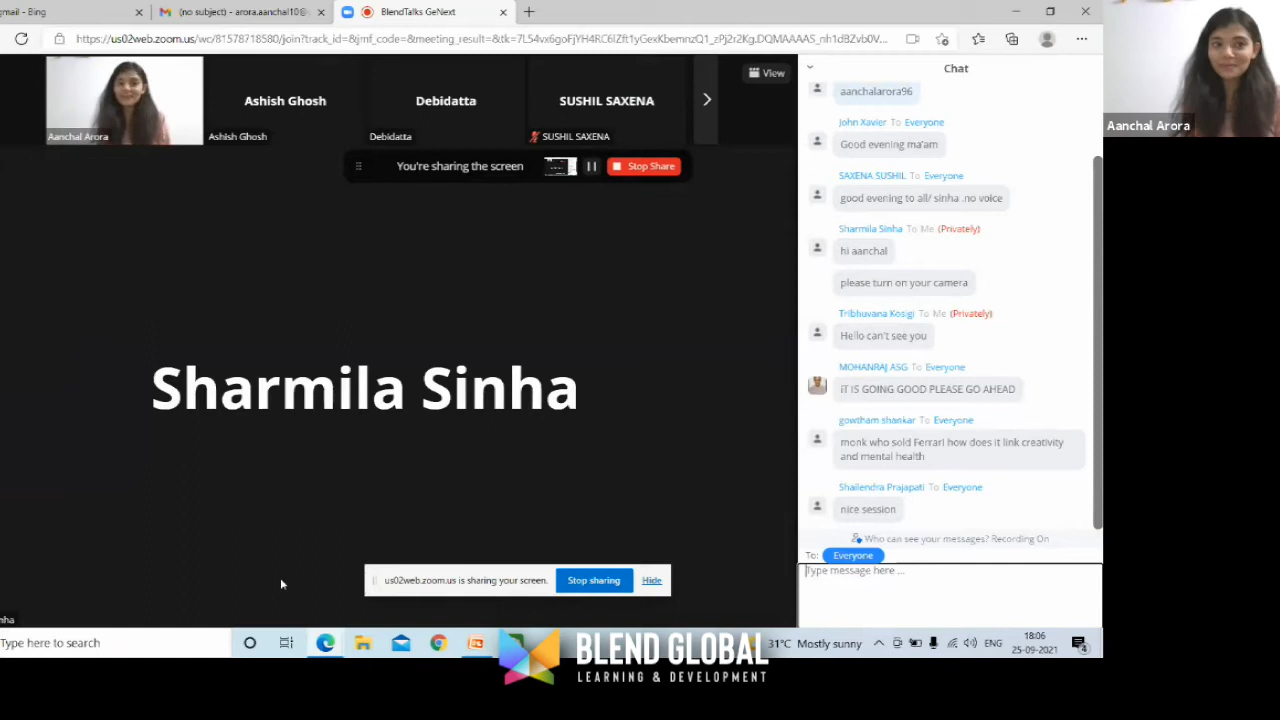 gmail - Bing
(no subject) - arora.aanchal10@
BlendTalks GeNext
Aanchal Arora
Ashish Ghosh
Ashish Ghosh
Debidatta
Debidatta
SUSHIL SAXENA
SUSHIL SAXENA
View
You're sharing the screen
Stop Share
Sharmila Sinha
us02web.zoom.us is sharing your screen.
Stop sharing
Hide
Chat
aanchalarora96
John Xavier To Everyone
Good evening ma'am
SAXENA SUSHIL To Everyone
good evening to all/ sinha .no voice
Sharmila Sinha To Me (Privately)
hi aanchal
please turn on your camera
Tribhuvana Kosigi To Me (Privately)
Hello can't see you
MOHANRAJ ASG To Everyone
iT IS GOING GOOD PLEASE GO AHEAD
gowtham shankar To Everyone
monk who sold Ferrari how does it link creativity
and mental health
Shailendra Prajapati To Everyone
nice session
Who can see your messages? Recording On
To: Everyone
Type message here ...
Aanchal Arora
Type here to search
31°C Mostly sunny
ENG
18:06
25-09-2021
4
BLEND GLOBAL
LEARNING & DEVELOPMENT